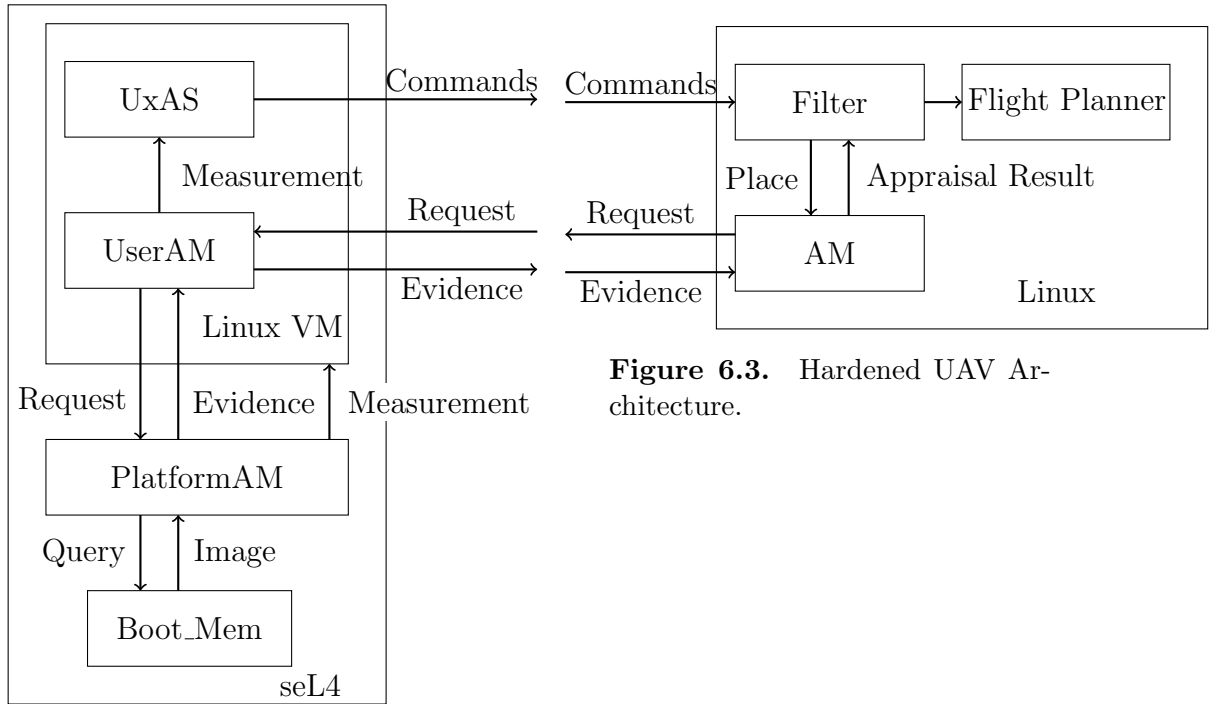 UxAS
Commands
Commands
Filter
Flight Planner
Measurement
Place
Appraisal Result
UserAM
Request
Request
AM
Evidence
Evidence
Linux
Linux VM
Figure 6.3. Hardened UAV Ar-
chitecture.
Request
Evidence
Measurement
PlatformAM
Query
Image
Boot_Mem
seL4